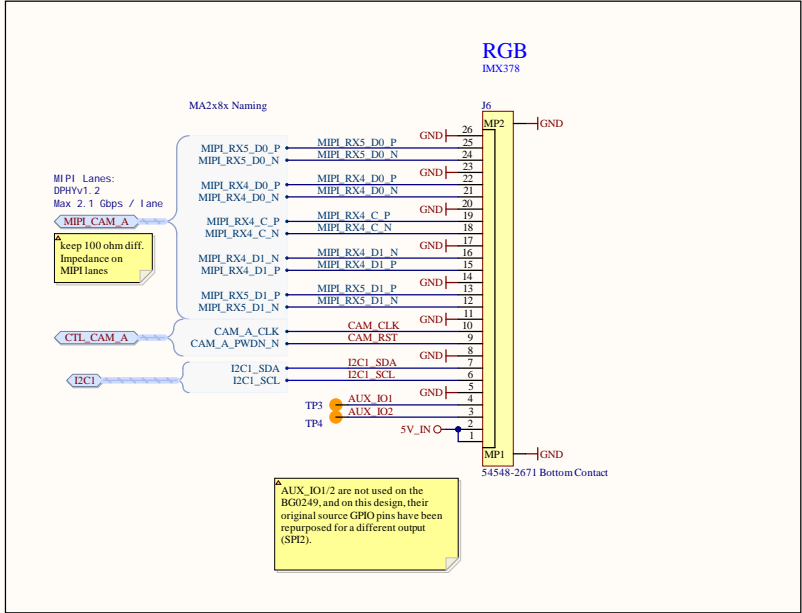 RGB
IMX378
MA2x8x Naming
J6
MP2
GND
26
GND
MIPI_RX5_D0_P
MIPI_RX5_D0_P
25
MIPI_RX5_D0_N
MIPI_RX5_D0_N
24
GND
23
MIPI Lanes:
DPHYv1.2
Max 2.1 Gbps / lane
MIPI_RX4_D0_P
MIPI_RX4_D0_P
22
MIPI_RX4_D0_N
MIPI_RX4_D0_N
21
GND
20
MIPI_CAM_A
MIPI_RX4_C_P
MIPI_RX4_C_P
19
MIPI_RX4_C_N
MIPI_RX4_C_N
18
keep 100 ohm diff.
Impedance on
MIPI lanes
GND
17
MIPI_RX4_D1_N
MIPI_RX4_D1_N
16
MIPI_RX4_D1_P
MIPI_RX4_D1_P
15
GND
14
MIPI_RX5_D1_P
MIPI_RX5_D1_P
13
MIPI_RX5_D1_N
MIPI_RX5_D1_N
12
GND
11
CTL_CAM_A
CAM_A_CLK
CAM_CLK
10
CAM_A_PWDN_N
CAM_RST
9
GND
8
I2C1
I2C1_SDA
I2C1_SDA
7
I2C1_SCL
I2C1_SCL
6
GND
5
TP3
AUX_IO1
4
TP4
AUX_IO2
3
5V_IN
2
1
MP1
GND
54548-2671 Bottom Contact
AUX_IO1/2 are not used on the
BG0249, and on this design, their
original source GPIO pins have been
repurposed for a different output
(SPI2).